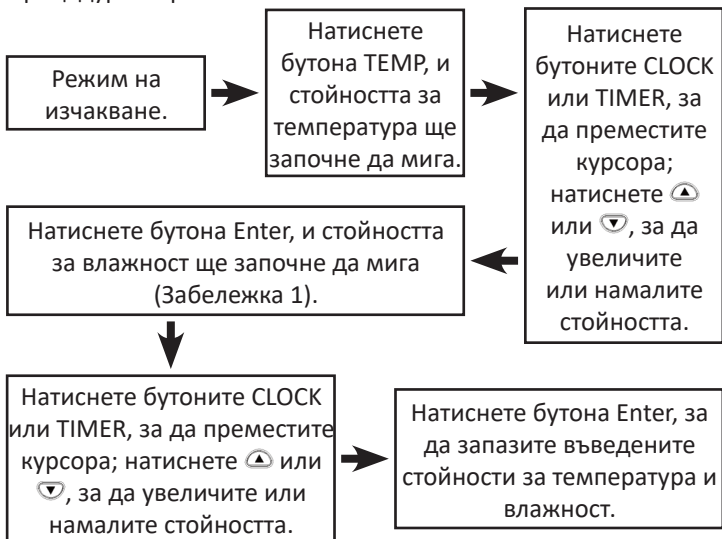 Режим на
изчакване.
Натиснете
бутона TEMP, и
стойността за
температура ще
започне да мига.
Натиснете
бутоните CLOCK
или TIMER, за
да преместите
курсора;
натиснете
или , за да
увеличите
или намалите
стойността.
Натиснете бутона Enter, и стойността
за влажност ще започне да мига
(Забележка 1).
Натиснете бутоните CLOCK
или TIMER, за да преместите
курсора; натиснете или
, за да увеличите или
намалите стойността.
Натиснете бутона Enter, за
да запазите въведените
стойности за температура и
влажност.